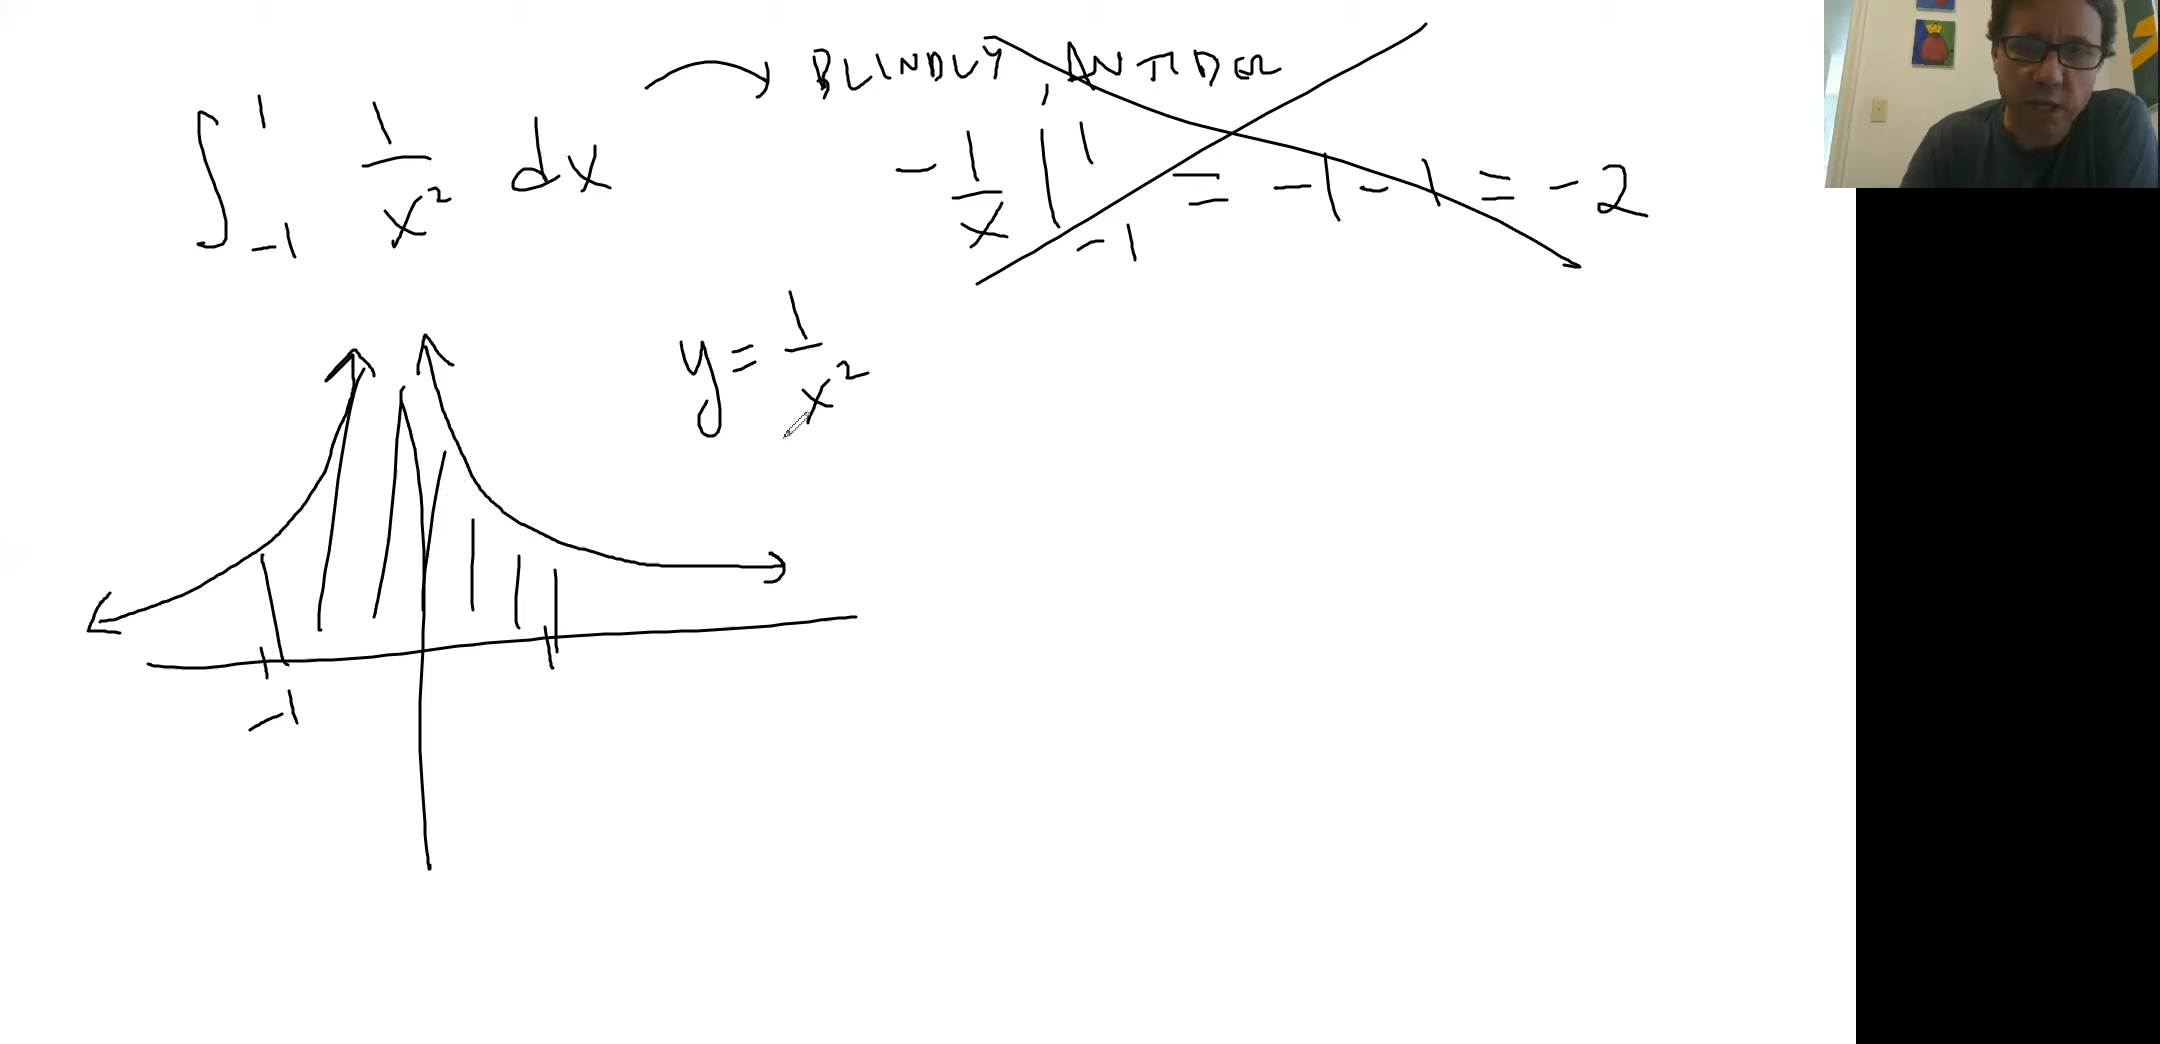 ∫_{-1}^{1} 1/x² dx → BLINDLY ANTIDER
-1/x |_{-1}^{1} = -1 - 1 = -2
y = 1/x²
-1